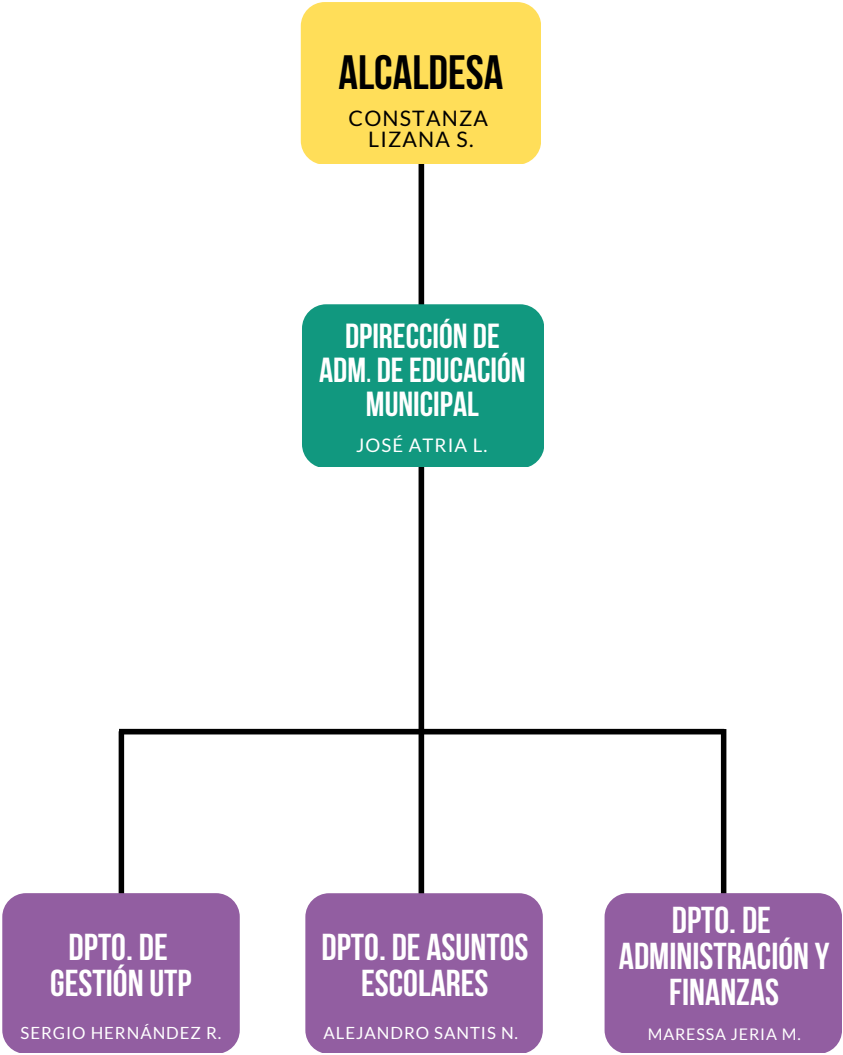 ALCALDESA
CONSTANZA
LIZANA S.
DPIRECCIÓN DE
ADM. DE EDUCACIÓN
MUNICIPAL
JOSÉ ATRIA L.
DPTO. DE
GESTIÓN UTP
SERGIO HERNÁNDEZ R.
DPTO. DE ASUNTOS
ESCOLARES
ALEJANDRO SANTIS N.
DPTO. DE
ADMINISTRACIÓN Y
FINANZAS
MARESSA JERIA M.